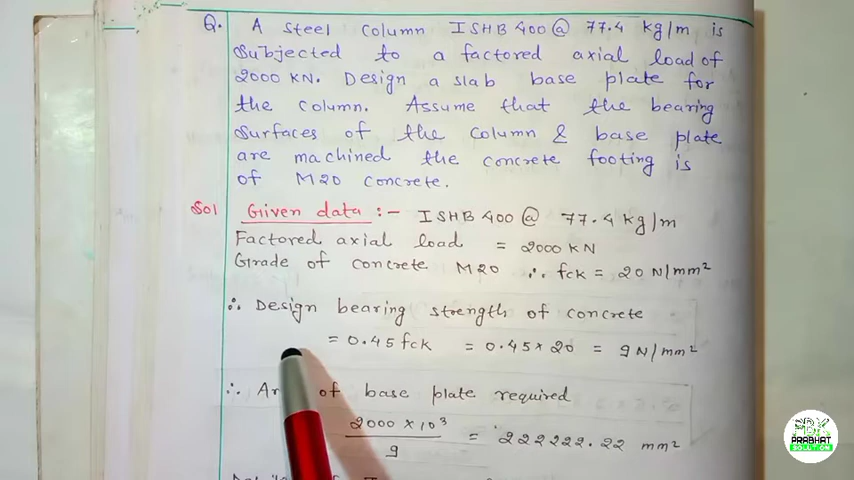 Q. A Steel Column ISHB 400 @ 77.4 kg/m is
Subjected to a factored axial load of
2000 KN. Design a slab base plate for
the column. Assume that the bearing
Surfaces of the column & base plate
are machined the concrete footing is
of M20 concrete.
Sol Given data :- ISHB 400 @ 77.4 kg/m
Factored axial load = 2000 KN
Grade of concrete M20 ∴ fck = 20 N/mm²
∴ Design bearing strength of concrete
= 0.45 fck = 0.45 × 20 = 9 N/mm²
∴ of base plate required
2000 × 10³
9
= 222222.22 mm²
PRABHAT
SOLUTION